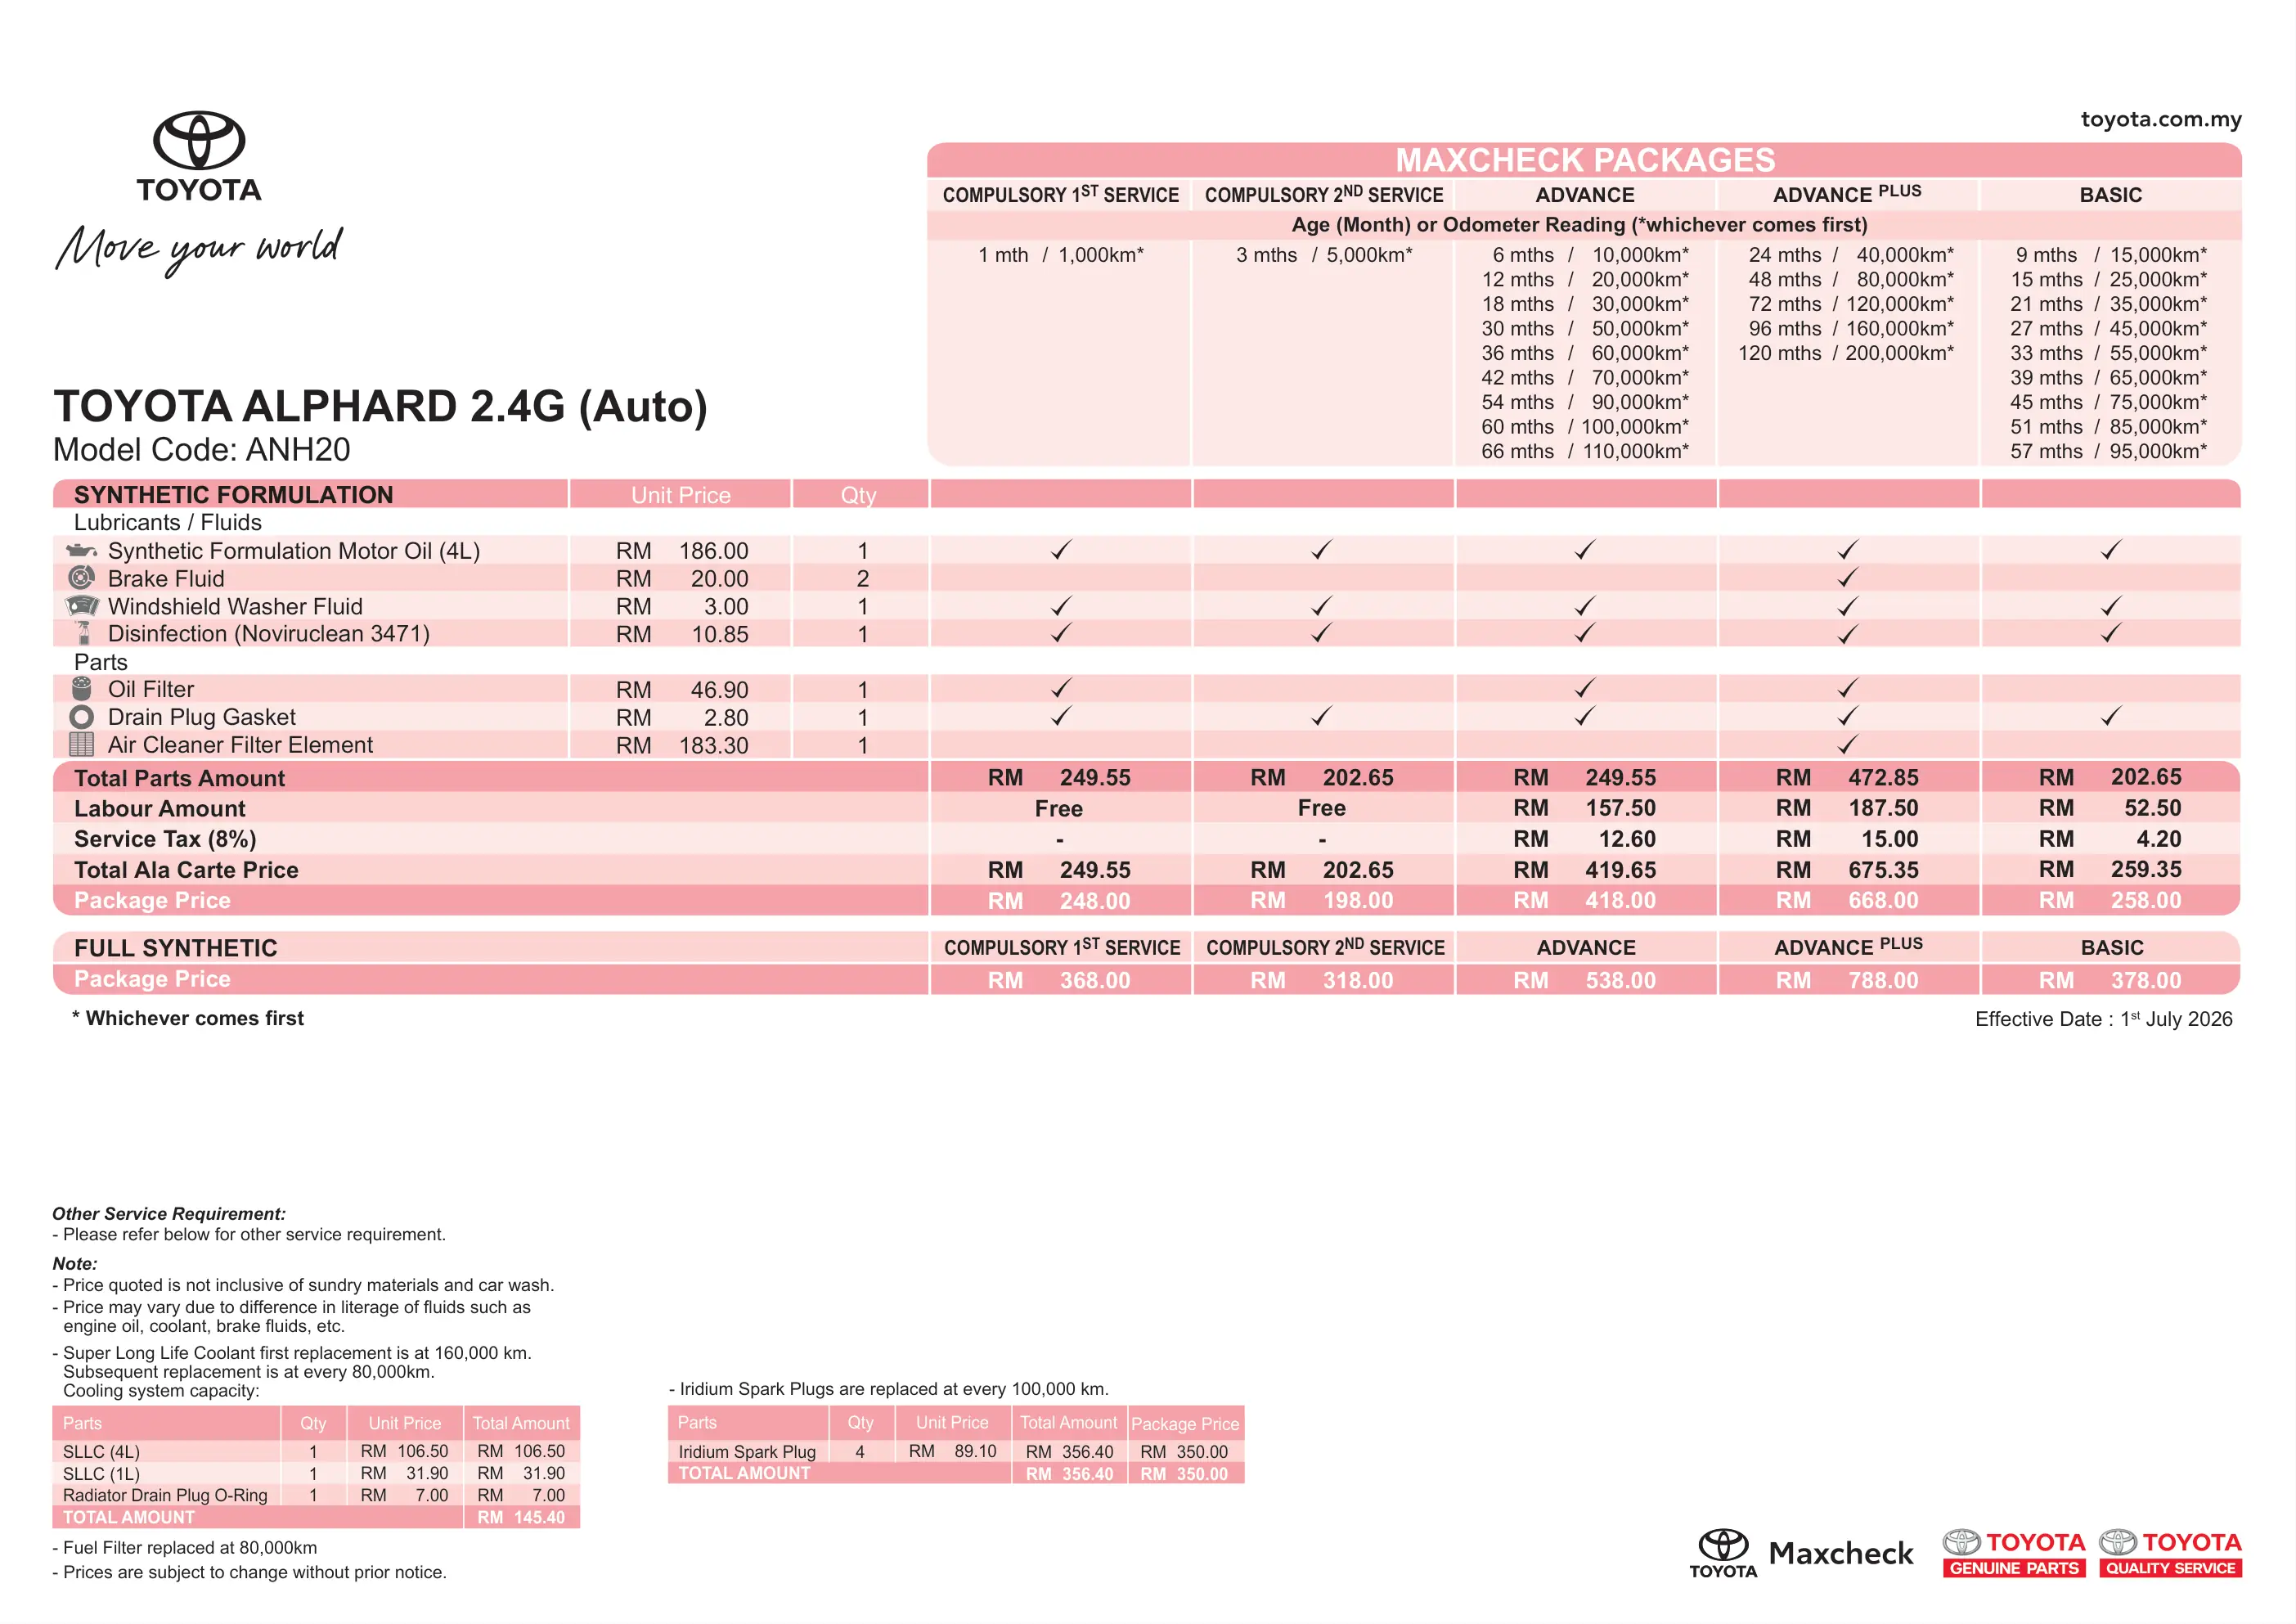 toyota.com.my
TOYOTA
Move your world
MAXCHECK PACKAGES
COMPULSORY 1ST SERVICE COMPULSORY 2ND SERVICE ADVANCE ADVANCE PLUS BASIC
Age (Month) or Odometer Reading (*whichever comes first)
1 mth / 1,000km* 3 mths / 5,000km* 6 mths / 10,000km* 24 mths / 40,000km* 9 mths / 15,000km*
12 mths / 20,000km* 48 mths / 80,000km* 15 mths / 25,000km*
18 mths / 30,000km* 72 mths / 120,000km* 21 mths / 35,000km*
30 mths / 50,000km* 96 mths / 160,000km* 27 mths / 45,000km*
36 mths / 60,000km* 120 mths / 200,000km* 33 mths / 55,000km*
42 mths / 70,000km* 39 mths / 65,000km*
54 mths / 90,000km* 45 mths / 75,000km*
60 mths / 100,000km* 51 mths / 85,000km*
66 mths / 110,000km* 57 mths / 95,000km*
TOYOTA ALPHARD 2.4G (Auto)
Model Code: ANH20
SYNTHETIC FORMULATION Unit Price Qty
Lubricants / Fluids
Synthetic Formulation Motor Oil (4L) RM 186.00 1 ✓ ✓ ✓ ✓ ✓
Brake Fluid RM 20.00 2 ✓
Windshield Washer Fluid RM 3.00 1 ✓ ✓ ✓ ✓ ✓
Disinfection (Noviruclean 3471) RM 10.85 1 ✓ ✓ ✓ ✓ ✓
Parts
Oil Filter RM 46.90 1 ✓ ✓ ✓
Drain Plug Gasket RM 2.80 1 ✓ ✓ ✓ ✓ ✓
Air Cleaner Filter Element RM 183.30 1 ✓
Total Parts Amount RM 249.55 RM 202.65 RM 249.55 RM 472.85 RM 202.65
Labour Amount Free Free RM 157.50 RM 187.50 RM 52.50
Service Tax (8%) - - RM 12.60 RM 15.00 RM 4.20
Total Ala Carte Price RM 249.55 RM 202.65 RM 419.65 RM 675.35 RM 259.35
Package Price RM 248.00 RM 198.00 RM 418.00 RM 668.00 RM 258.00
FULL SYNTHETIC COMPULSORY 1ST SERVICE COMPULSORY 2ND SERVICE ADVANCE ADVANCE PLUS BASIC
Package Price RM 368.00 RM 318.00 RM 538.00 RM 788.00 RM 378.00
* Whichever comes first
Effective Date : 1st July 2026
Other Service Requirement:
- Please refer below for other service requirement.
Note:
- Price quoted is not inclusive of sundry materials and car wash.
- Price may vary due to difference in literage of fluids such as
engine oil, coolant, brake fluids, etc.
- Super Long Life Coolant first replacement is at 160,000 km.
Subsequent replacement is at every 80,000km.
Cooling system capacity:
Parts Qty Unit Price Total Amount
SLLC (4L) 1 RM 106.50 RM 106.50
SLLC (1L) 1 RM 31.90 RM 31.90
Radiator Drain Plug O-Ring 1 RM 7.00 RM 7.00
TOTAL AMOUNT RM 145.40
- Fuel Filter replaced at 80,000km
- Prices are subject to change without prior notice.
- Iridium Spark Plugs are replaced at every 100,000 km.
Parts Qty Unit Price Total Amount Package Price
Iridium Spark Plug 4 RM 89.10 RM 356.40 RM 350.00
TOTAL AMOUNT RM 356.40 RM 350.00
TOYOTA Maxcheck
TOYOTA GENUINE PARTS
TOYOTA QUALITY SERVICE